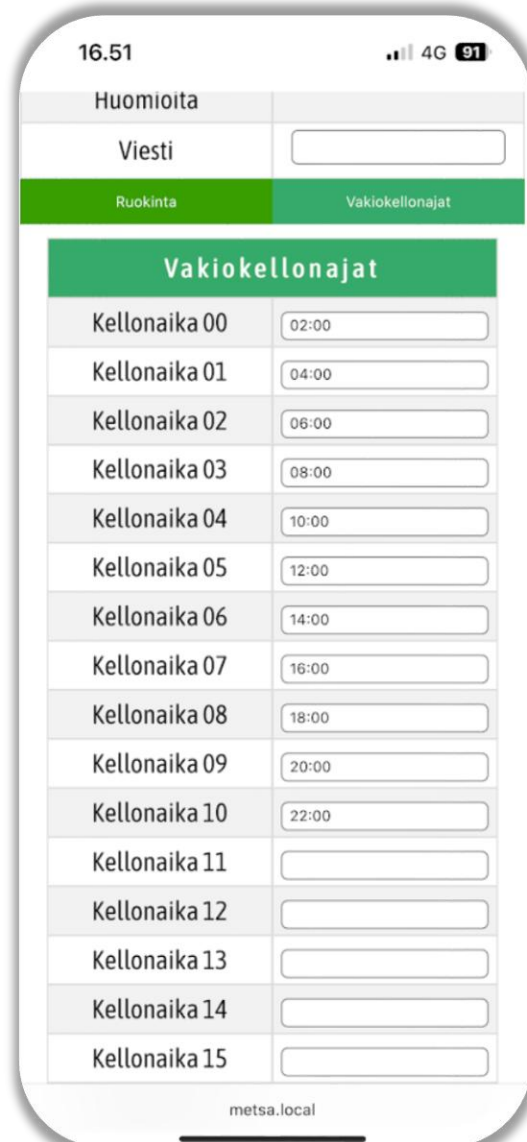 16.51 4G 91
Huomioita
Viesti
Ruokinta Vakiokellonajat
Vakiokellonajat
Kellonaika 00 02:00
Kellonaika 01 04:00
Kellonaika 02 06:00
Kellonaika 03 08:00
Kellonaika 04 10:00
Kellonaika 05 12:00
Kellonaika 06 14:00
Kellonaika 07 16:00
Kellonaika 08 18:00
Kellonaika 09 20:00
Kellonaika 10 22:00
Kellonaika 11
Kellonaika 12
Kellonaika 13
Kellonaika 14
Kellonaika 15
metsa.local